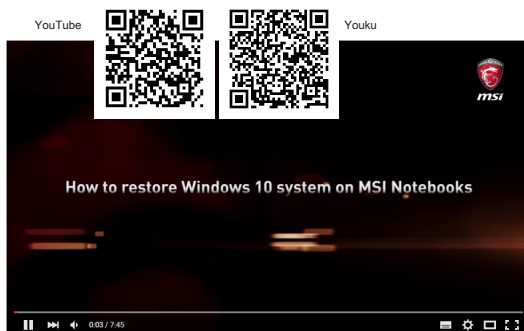 YouTube
Youku
msi
How to restore Windows 10 system on MSI Notebooks
0:03 / 7:45